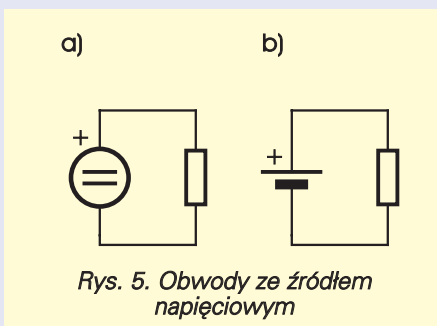 a) b)
+ +
Rys. 5. Obwody ze źródłem
napięciowym